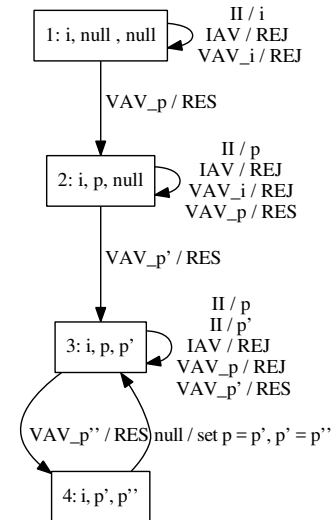 II / i
1: i, null , null
IAV / REJ
VAV_i / REJ
VAV_p / RES
II / p
IAV / REJ
2: i, p, null
VAV_i / REJ
VAV_p / RES
VAV_p’ / RES
II / p
II / p’
IAV / REJ
3: i, p, p’
VAV_p / REJ
VAV_p’ / RES
VAV_p’’ / RES
null / set p = p’, p’ = p’’
4: i, p’, p’’